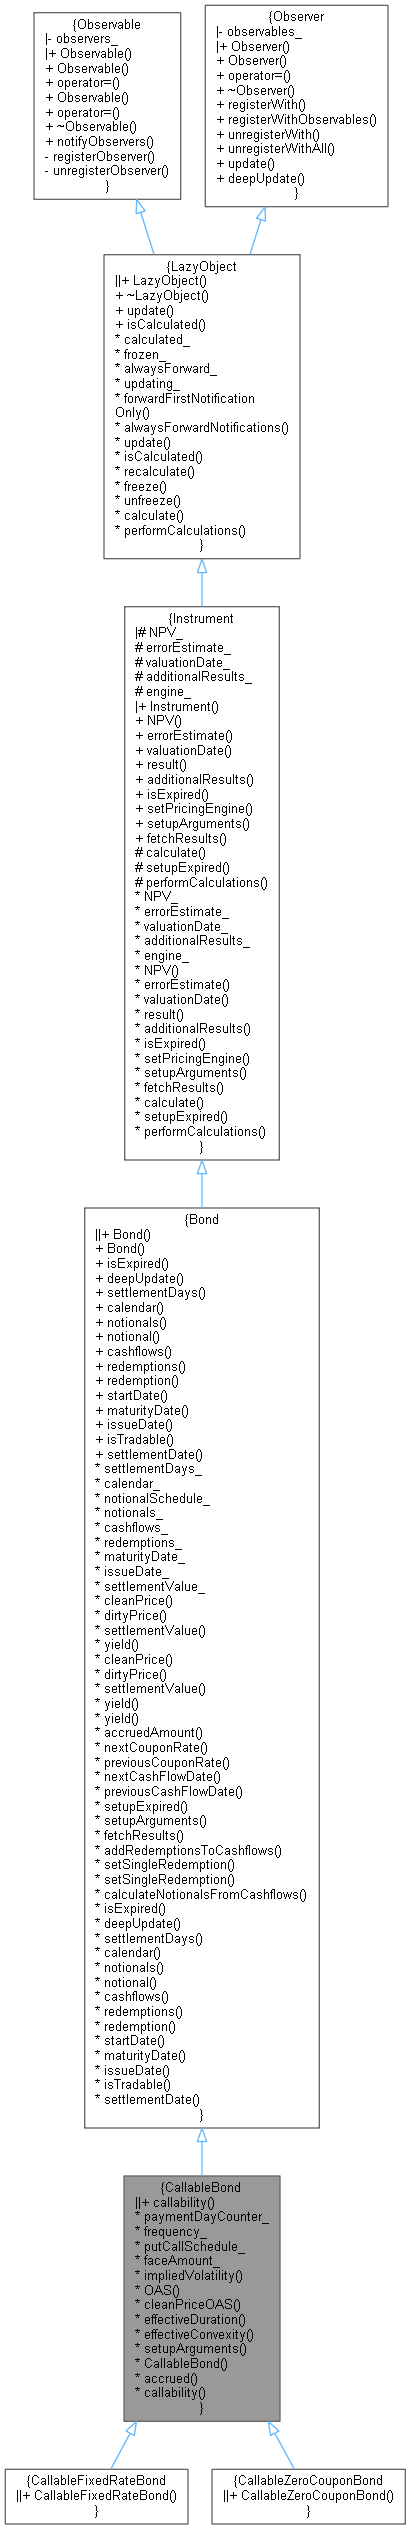 {Observable
|- observers_
|+ Observable()
+ Observable()
+ operator=()
+ Observable()
+ operator=()
+ ~Observable()
+ notifyObservers()
- registerObserver()
- unregisterObserver()
}
{Observer
|- observables_
|+ Observer()
+ Observer()
+ operator=()
+ ~Observer()
+ registerWith()
+ registerWithObservables()
+ unregisterWith()
+ unregisterWithAll()
+ update()
+ deepUpdate()
}
{LazyObject
||+ LazyObject()
+ ~LazyObject()
+ update()
+ isCalculated()
* calculated_
* frozen_
* alwaysForward_
* updating_
* forwardFirstNotification
Only()
* alwaysForwardNotifications()
* update()
* isCalculated()
* recalculate()
* freeze()
* unfreeze()
* calculate()
* performCalculations()
}
{Instrument
|# NPV_
# errorEstimate_
# valuationDate_
# additionalResults_
# engine_
|+ Instrument()
+ NPV()
+ errorEstimate()
+ valuationDate()
+ result()
+ additionalResults()
+ isExpired()
+ setPricingEngine()
+ setupArguments()
+ fetchResults()
# calculate()
# setupExpired()
# performCalculations()
* NPV_
* errorEstimate_
* valuationDate_
* additionalResults_
* engine_
* NPV()
* errorEstimate()
* valuationDate()
* result()
* additionalResults()
* isExpired()
* setPricingEngine()
* setupArguments()
* fetchResults()
* calculate()
* setupExpired()
* performCalculations()
}
{Bond
||+ Bond()
+ Bond()
+ isExpired()
+ deepUpdate()
+ settlementDays()
+ calendar()
+ notionals()
+ notional()
+ cashflows()
+ redemptions()
+ redemption()
+ startDate()
+ maturityDate()
+ issueDate()
+ isTradable()
+ settlementDate()
* settlementDays_
* calendar_
* notionalSchedule_
* notionals_
* cashflows_
* redemptions_
* maturityDate_
* issueDate_
* settlementValue_
* cleanPrice()
* dirtyPrice()
* settlementValue()
* yield()
* cleanPrice()
* dirtyPrice()
* settlementValue()
* yield()
* yield()
* accruedAmount()
* nextCouponRate()
* previousCouponRate()
* nextCashFlowDate()
* previousCashFlowDate()
* setupExpired()
* setupArguments()
* fetchResults()
* addRedemptionsToCashflows()
* setSingleRedemption()
* setSingleRedemption()
* calculateNotionalsFromCashflows()
* isExpired()
* deepUpdate()
* settlementDays()
* calendar()
* notionals()
* notional()
* cashflows()
* redemptions()
* redemption()
* startDate()
* maturityDate()
* issueDate()
* isTradable()
* settlementDate()
}
{CallableBond
||+ callability()
* paymentDayCounter_
* frequency_
* putCallSchedule_
* faceAmount_
* impliedVolatility()
* OAS()
* cleanPriceOAS()
* effectiveDuration()
* effectiveConvexity()
* setupArguments()
* CallableBond()
* accrued()
* callability()
}
{CallableFixedRateBond
||+ CallableFixedRateBond()
}
{CallableZeroCouponBond
||+ CallableZeroCouponBond()
}